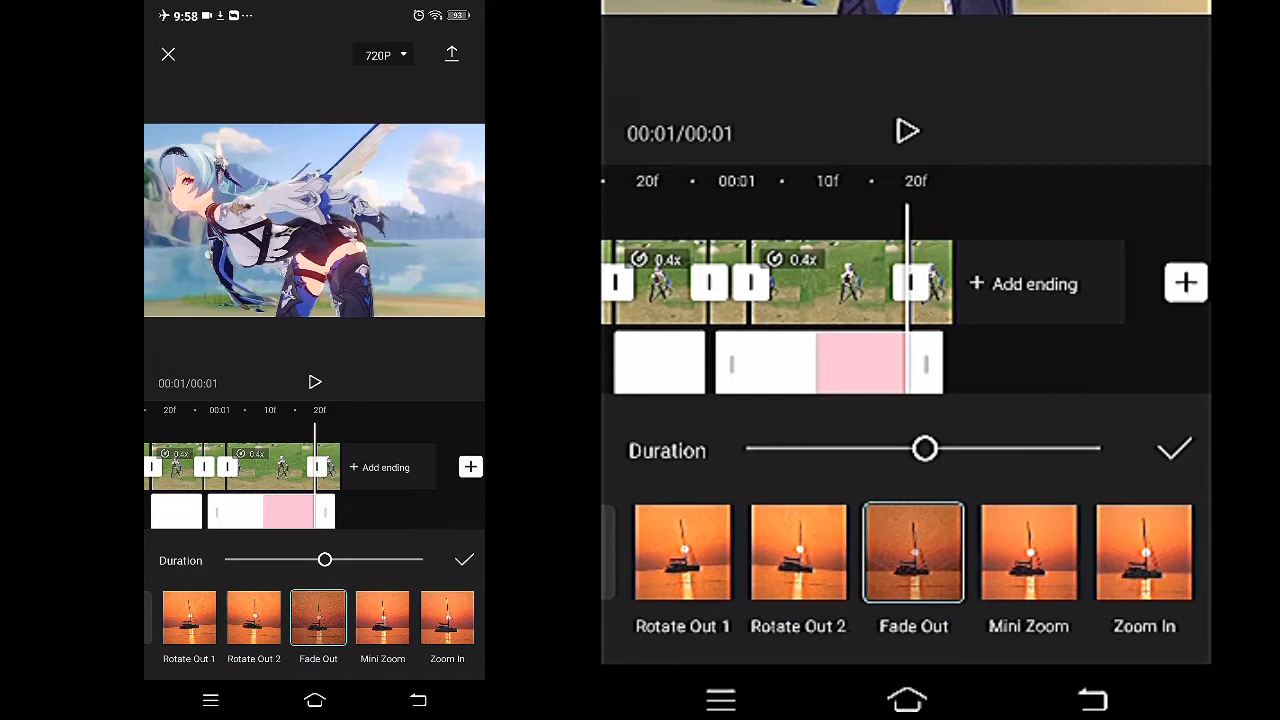 9:58
93
720P
00:01/00:01
20f 00:01 10f 20f
0.4x 0.4x
+ Add ending
Duration
Rotate Out 1 Rotate Out 2 Fade Out Mini Zoom Zoom In
00:01/00:01
20f 00:01 10f 20f
0.4x 0.4x
+ Add ending
Duration
Rotate Out 1 Rotate Out 2 Fade Out Mini Zoom Zoom In